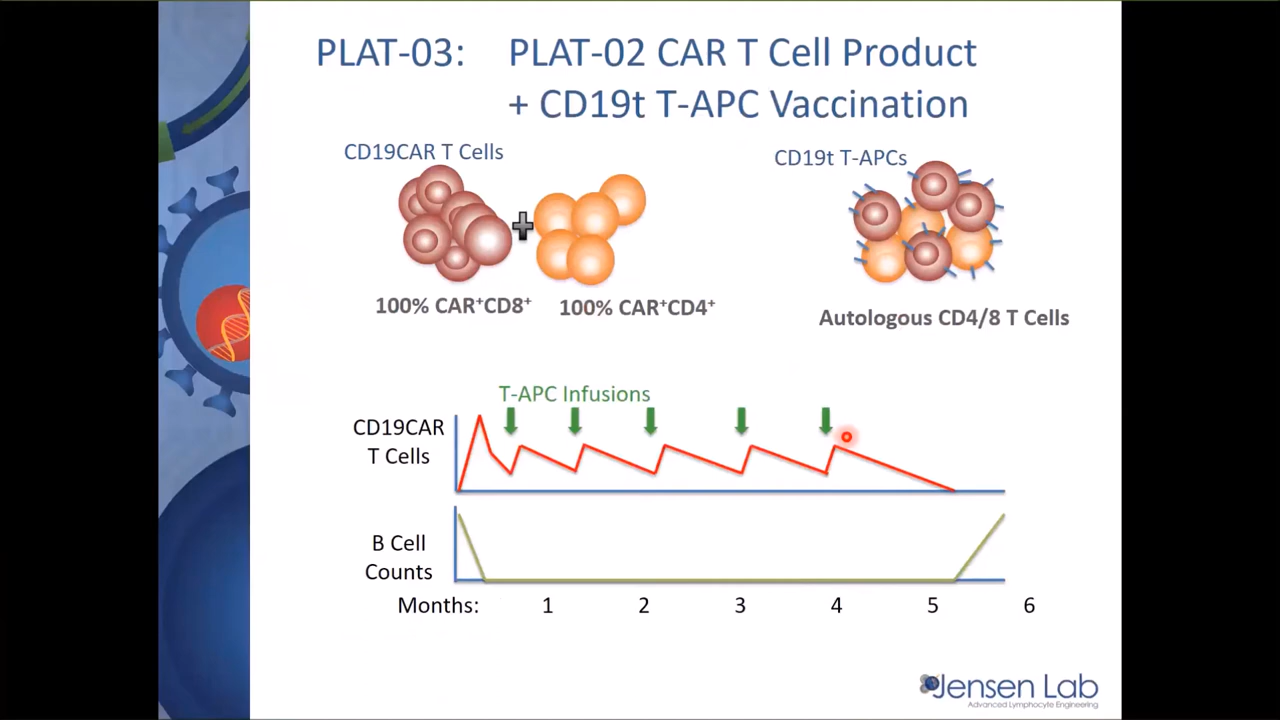 PLAT-03: PLAT-02 CAR T Cell Product
+ CD19t T-APC Vaccination
CD19CAR T Cells
CD19t T-APCs
100% CAR⁺CD8⁺
100% CAR⁺CD4⁺
Autologous CD4/8 T Cells
T-APC Infusions
CD19CAR
T Cells
B Cell
Counts
Months: 1 2 3 4 5 6
Jensen Lab
Advanced Lymphocyte Engineering